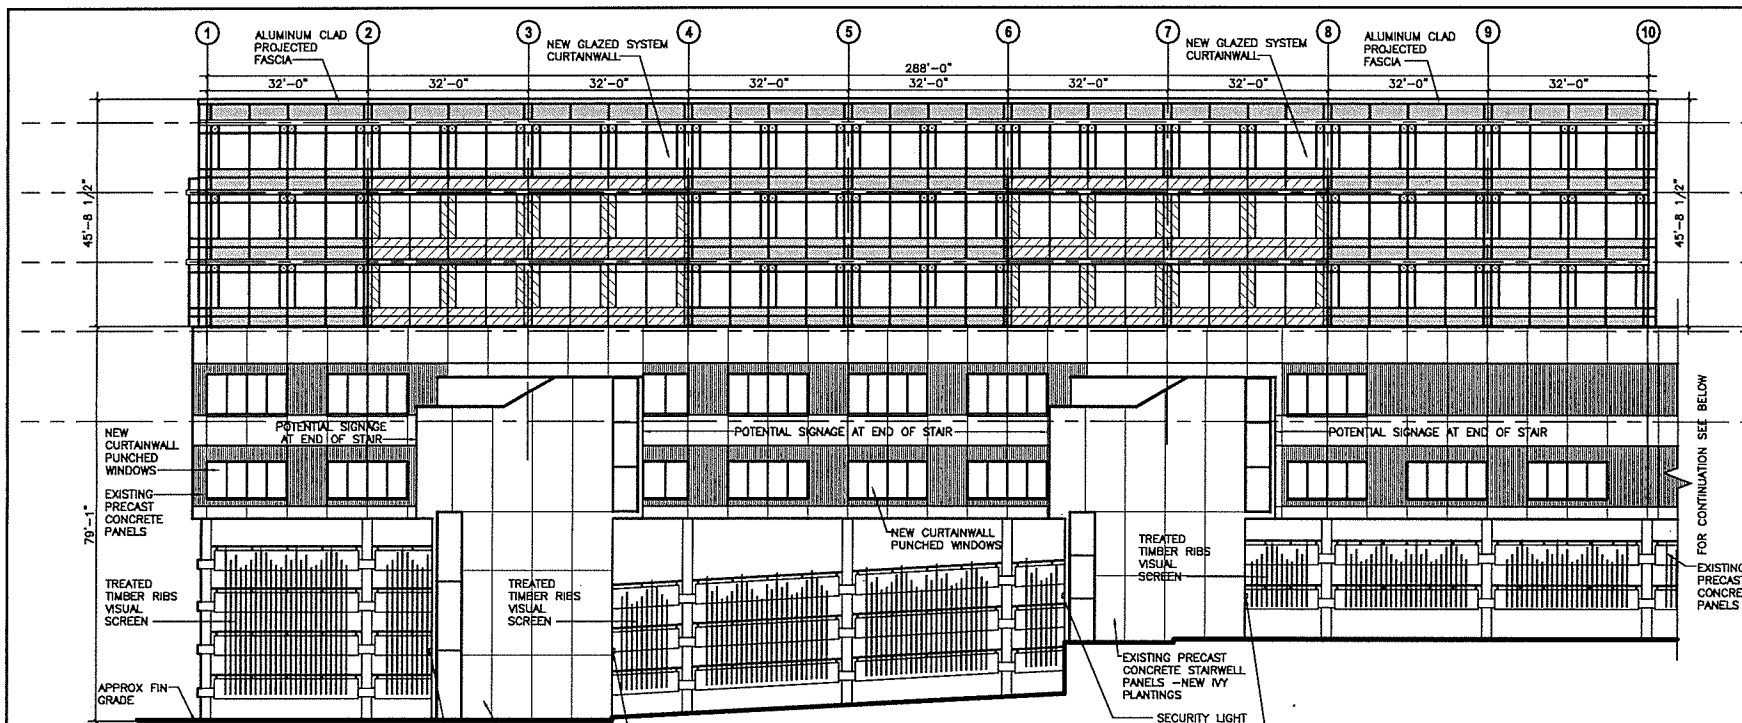 1 2 3 4 5 6 7 8 9 10
ALUMINUM CLAD
PROJECTED
FASCIA
NEW GLAZED SYSTEM
CURTAINWALL
NEW GLAZED SYSTEM
CURTAINWALL
ALUMINUM CLAD
PROJECTED
FASCIA
288'-0"
32'-0" 32'-0" 32'-0" 32'-0" 32'-0" 32'-0" 32'-0" 32'-0" 32'-0"
45'-8 1/2"
45'-8 1/2"
79'-1"
POTENTIAL SIGNAGE
AT END OF STAIR
POTENTIAL SIGNAGE AT END OF STAIR
POTENTIAL SIGNAGE AT END OF STAIR
NEW
CURTAINWALL
PUNCHED
WINDOWS
EXISTING
PRECAST
CONCRETE
PANELS
FOR CONTINUATION SEE BELOW
NEW CURTAINWALL
PUNCHED WINDOWS
TREATED
TIMBER RIBS
VISUAL
SCREEN
TREATED
TIMBER RIBS
VISUAL
SCREEN
TREATED
TIMBER RIBS
VISUAL
SCREEN
EXISTING
PRECAST
CONCRETE
PANELS
APPROX FIN
GRADE
EXISTING PRECAST
CONCRETE STAIRWELL
PANELS -NEW IVY
PLANTINGS
SECURITY LIGHT